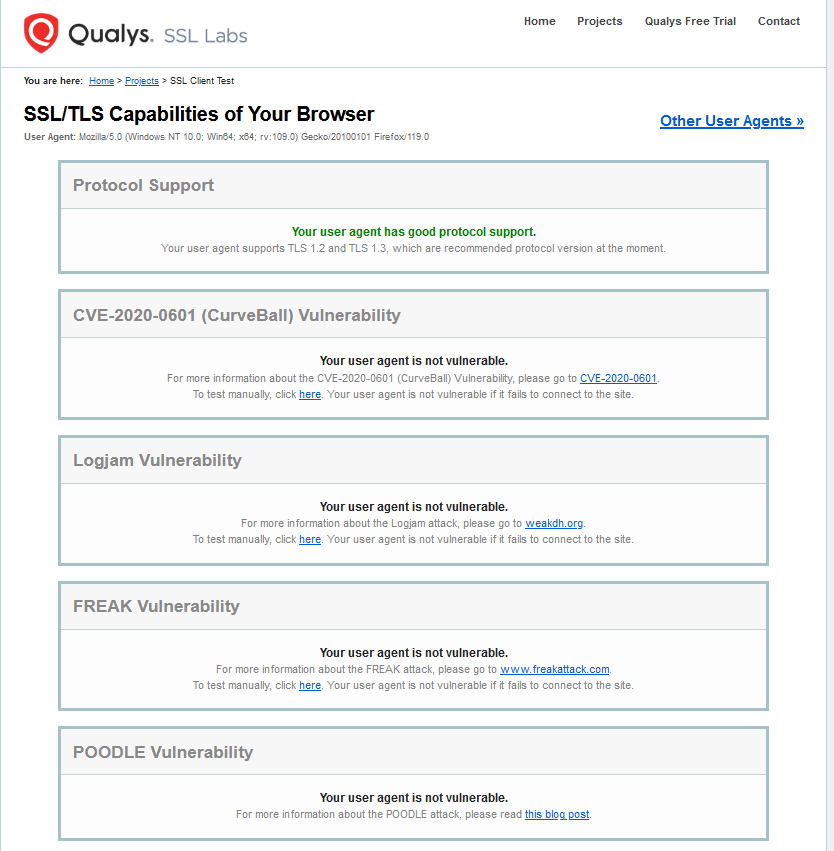 Qualys. SSL Labs
Home Projects Qualys Free Trial Contact
You are here: Home > Projects > SSL Client Test
SSL/TLS Capabilities of Your Browser
Other User Agents »
User Agent: Mozilla/5.0 (Windows NT 10.0; Win64; x64; rv:109.0) Gecko/20100101 Firefox/119.0
Protocol Support
Your user agent has good protocol support.
Your user agent supports TLS 1.2 and TLS 1.3, which are recommended protocol version at the moment.
CVE-2020-0601 (CurveBall) Vulnerability
Your user agent is not vulnerable.
For more information about the CVE-2020-0601 (CurveBall) Vulnerability, please go to CVE-2020-0601.
To test manually, click here. Your user agent is not vulnerable if it fails to connect to the site.
Logjam Vulnerability
Your user agent is not vulnerable.
For more information about the Logjam attack, please go to weakdh.org.
To test manually, click here. Your user agent is not vulnerable if it fails to connect to the site.
FREAK Vulnerability
Your user agent is not vulnerable.
For more information about the FREAK attack, please go to www.freakattack.com.
To test manually, click here. Your user agent is not vulnerable if it fails to connect to the site.
POODLE Vulnerability
Your user agent is not vulnerable.
For more information about the POODLE attack, please read this blog post.